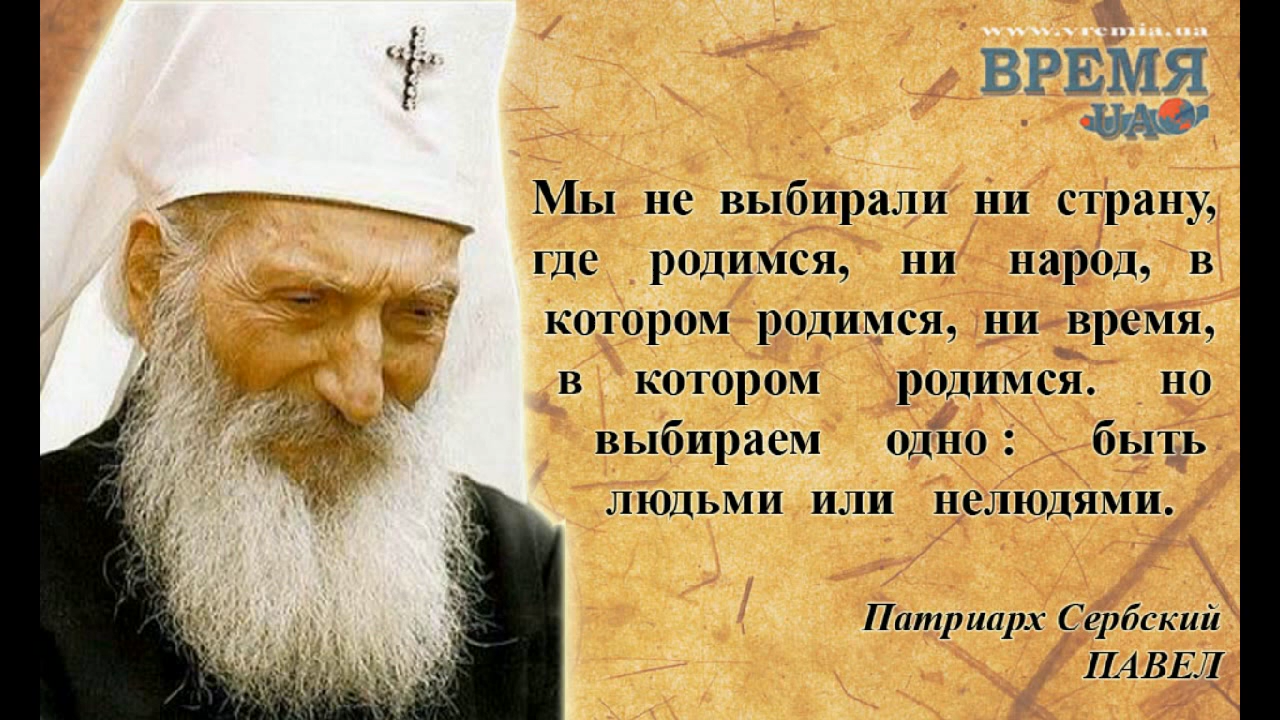 www.vremia.ua
ВРЕМЯ
UA
Мы не выбирали ни страну,
где родимся, ни народ, в
котором родимся, ни время,
в котором родимся. но
выбираем одно : быть
людьми или нелюдями.
Патриарх Сербский
ПАВЕЛ